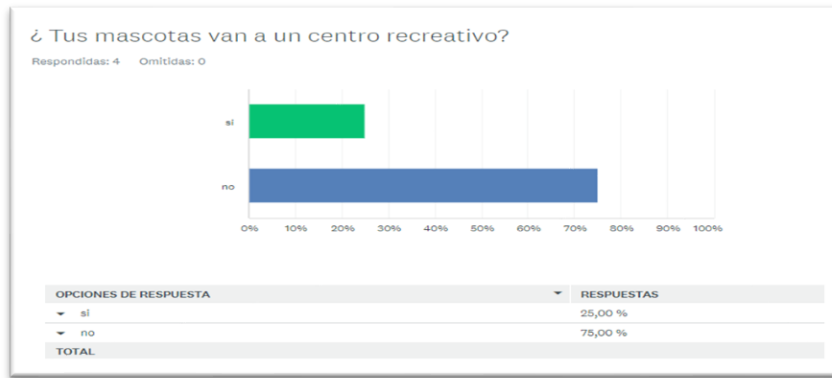 ¿ Tus mascotas van a un centro recreativo?
Respondidas: 4 Omitidas: 0
si
no
0% 10% 20% 30% 40% 50% 60% 70% 80% 90% 100%
OPCIONES DE RESPUESTA RESPUESTAS
si 25,00 %
no 75,00 %
TOTAL